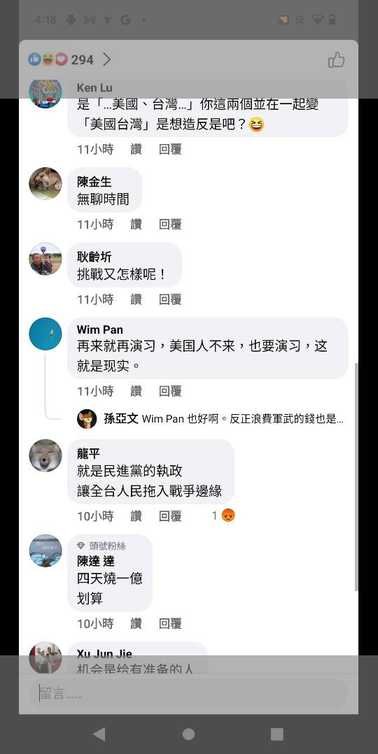 4:18
294
Ken Lu
是「...美國、台灣...」你這兩個並在一起變
「美國台灣」是想造反是吧？😆
11小時 讚 回覆
陳金生
無聊時間
11小時 讚 回覆
耿齡圻
挑戰又怎樣呢！
11小時 讚 回覆
Wim Pan
再来就再演习，美国人不来，也要演习，这
就是现实。
11小時 讚 回覆
孫亞文 Wim Pan 也好啊。反正浪費軍武的錢也是...
龍平
就是民進黨的執政
讓全台人民拖入戰爭邊緣
10小時 讚 回覆 1
頭號粉絲
陳達 達
四天燒一億
划算
10小時 讚 回覆
Xu Jun Jie
机会是给有准备的人
留言......